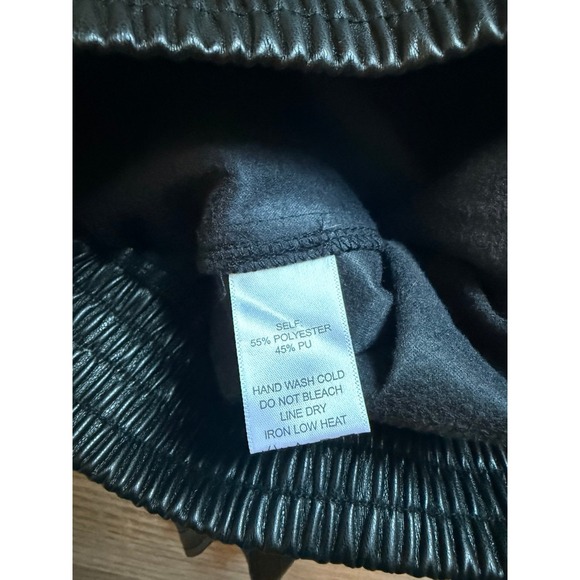 SELF:
55% POLYESTER
45% PU
HAND WASH COLD
DO NOT BLEACH
LINE DRY
IRON LOW HEAT